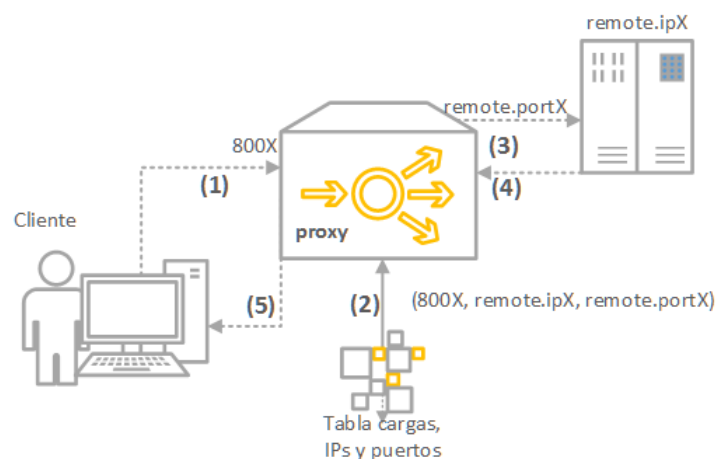 remote.ipX
remote.portX
800X
(3)
(1)
(4)
Cliente
proxy
(5)
(2)
(800X, remote.ipX, remote.portX)
Tabla cargas,
IPs y puertos